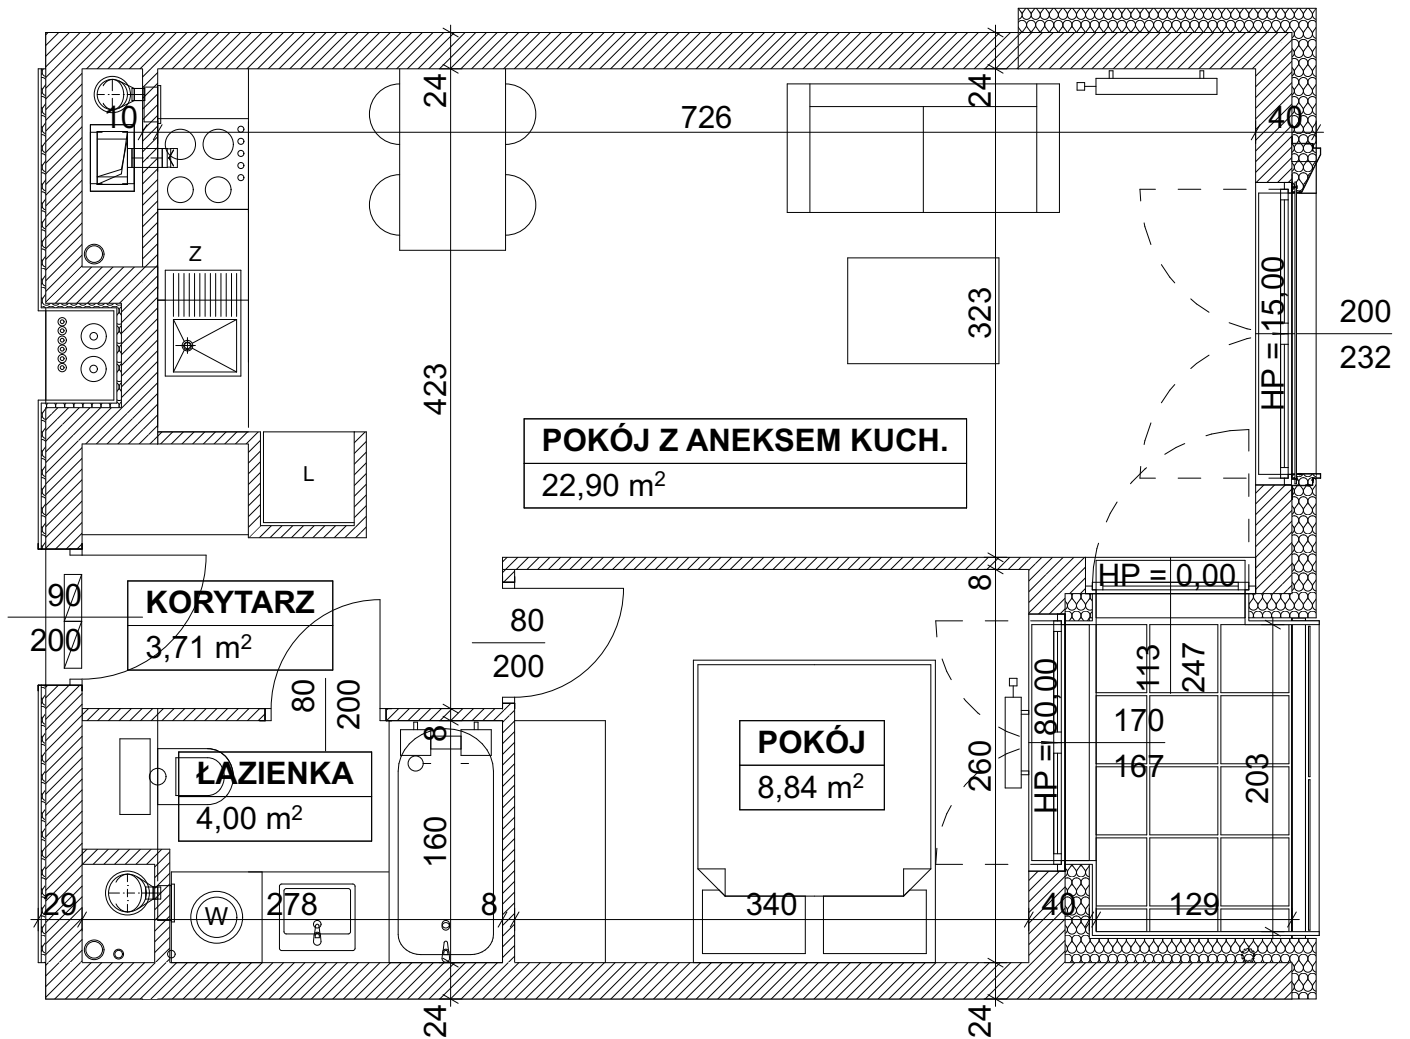 24
24
10
726
40
Z
HP = 15,00
200
232
323
423
POKÓJ Z ANEKSEM KUCH.
22,90 m²
L
HP = 0,00
8
90
200
KORYTARZ
3,71 m²
80
200
80
200
113
247
8
HP = 80,00
170
167
260
203
POKÓJ
8,84 m²
ŁAZIENKA
4,00 m²
160
29
W
278
8
340
40
129
24
24